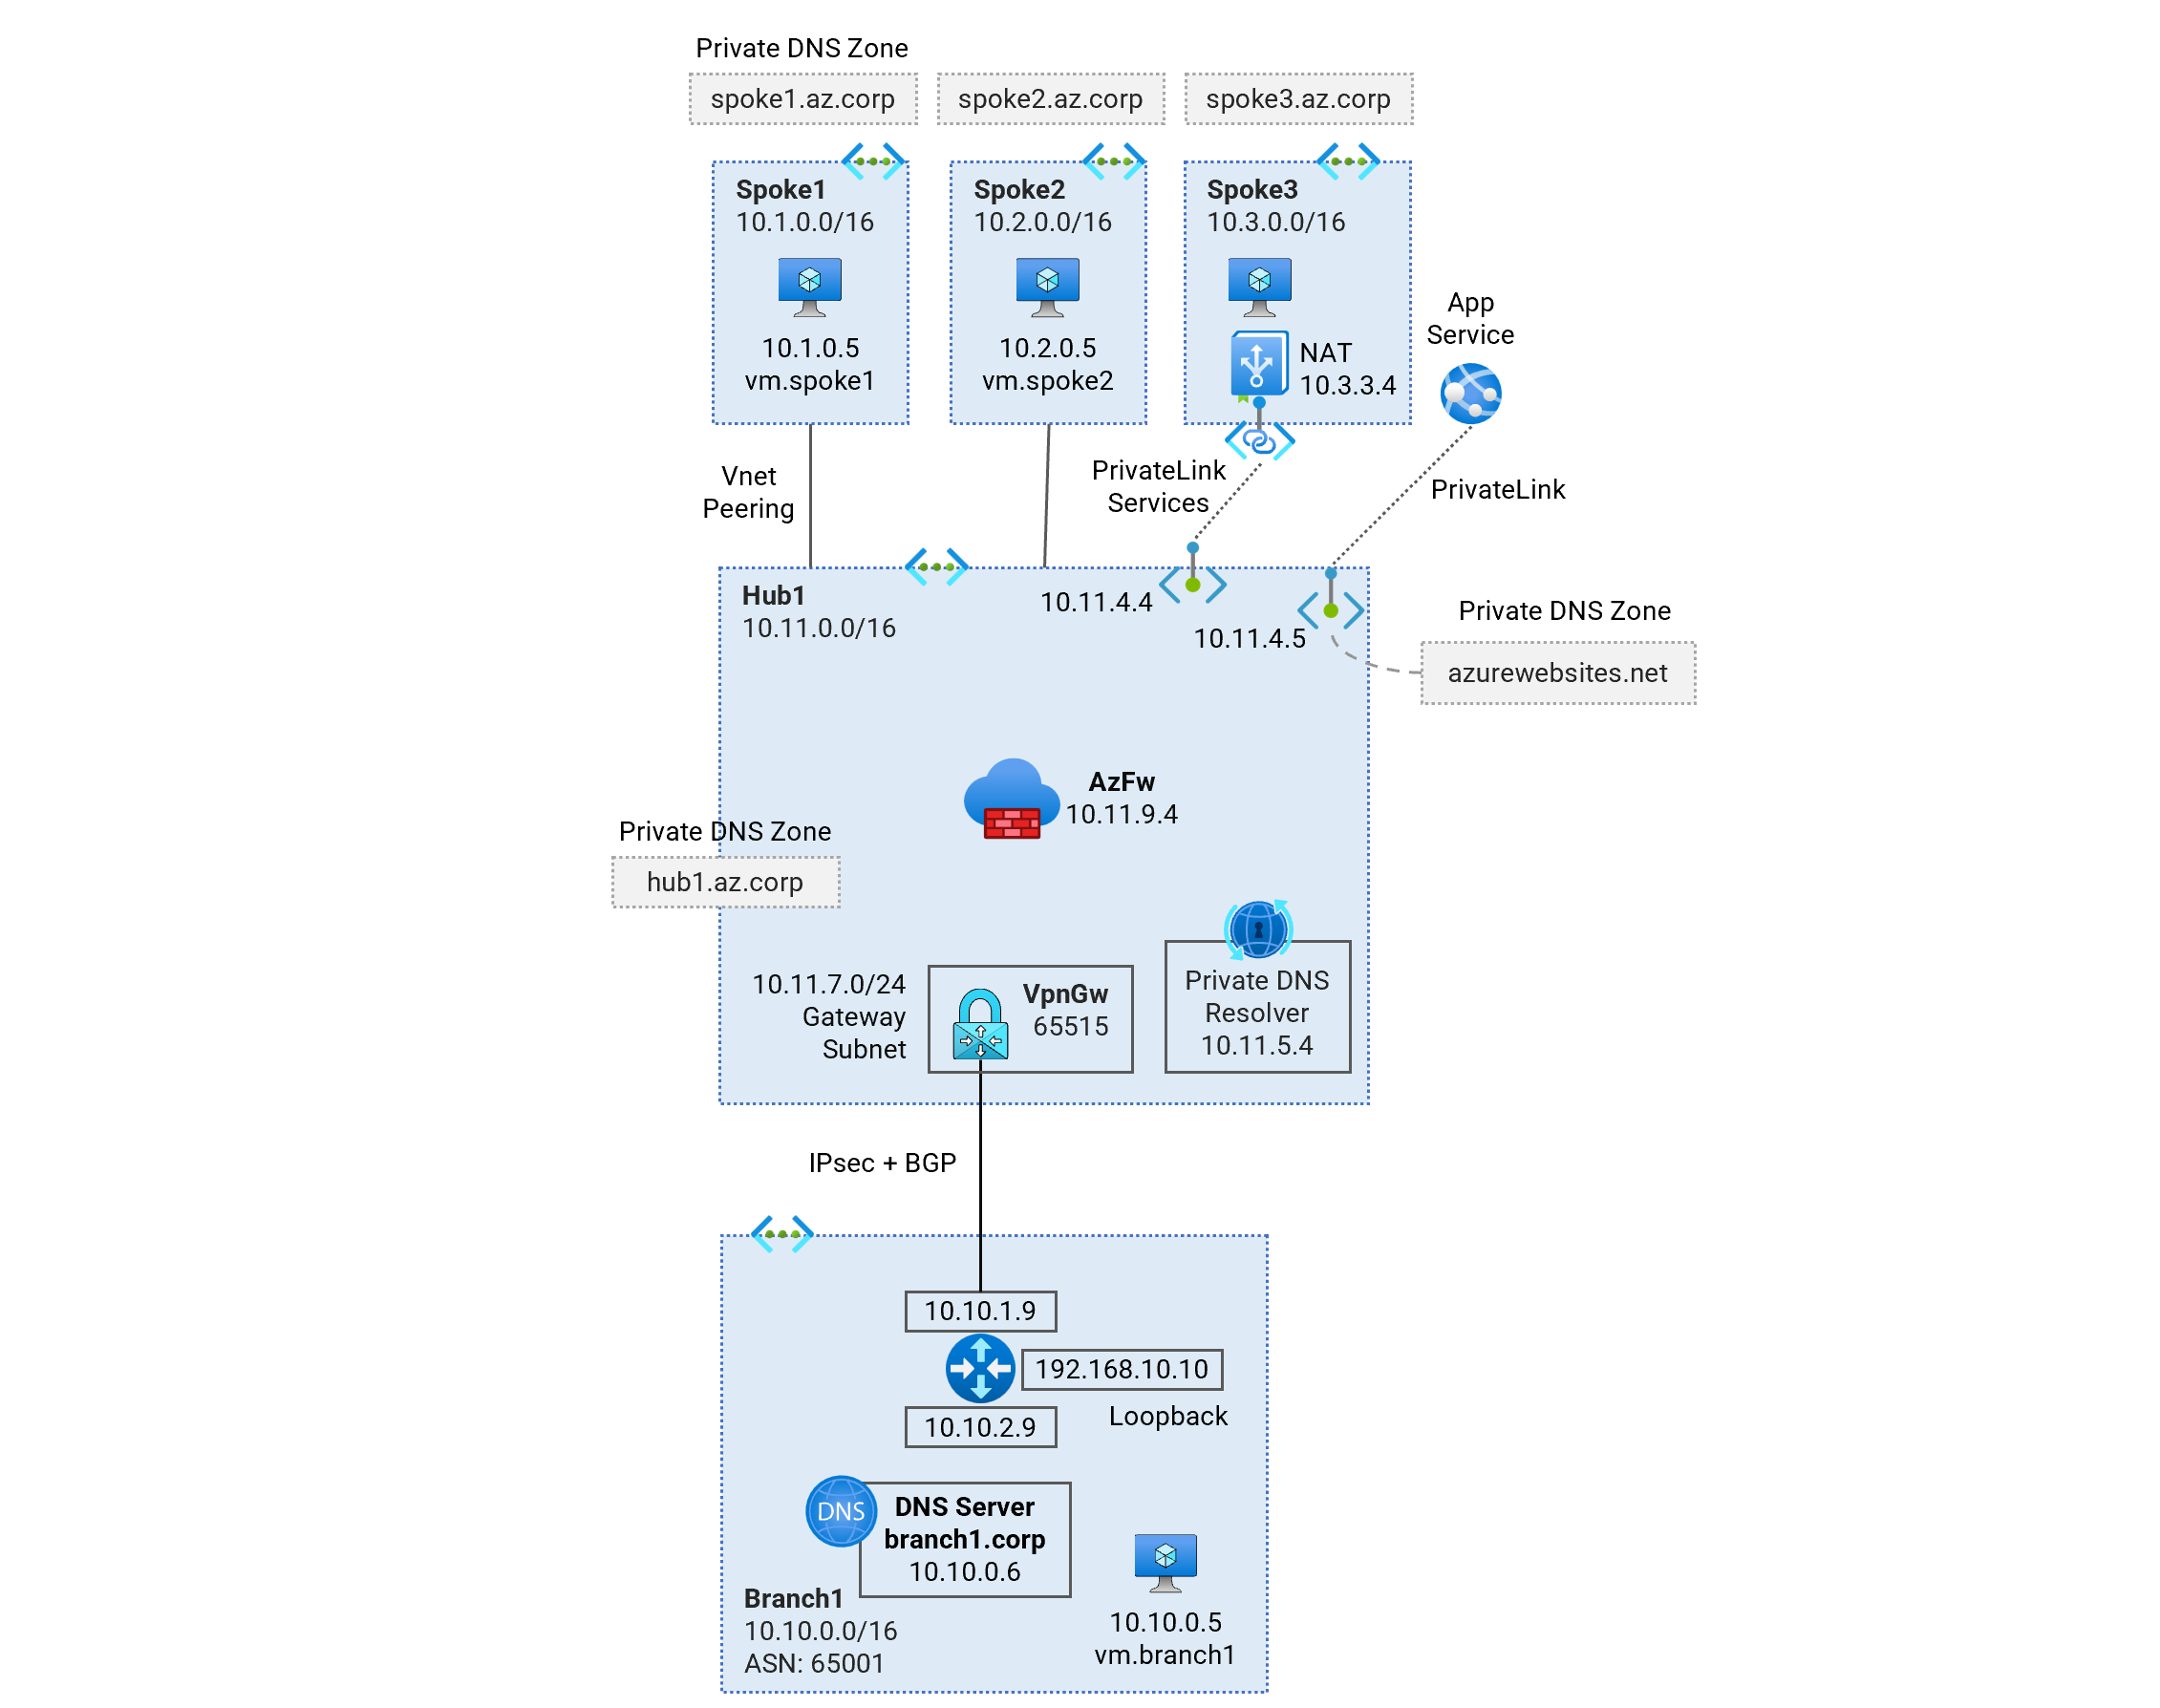 Private DNS Zone
spoke1.az.corp
spoke2.az.corp
spoke3.az.corp
Spoke1
10.1.0.0/16
10.1.0.5
vm.spoke1
Spoke2
10.2.0.0/16
10.2.0.5
vm.spoke2
Spoke3
10.3.0.0/16
NAT
10.3.3.4
App
Service
Vnet
Peering
PrivateLink
Services
PrivateLink
Hub1
10.11.0.0/16
10.11.4.4
10.11.4.5
Private DNS Zone
azurewebsites.net
AzFw
10.11.9.4
Private DNS Zone
hub1.az.corp
10.11.7.0/24
Gateway
Subnet
VpnGw
65515
Private DNS
Resolver
10.11.5.4
IPsec + BGP
10.10.1.9
192.168.10.10
Loopback
10.10.2.9
DNS
DNS Server
branch1.corp
10.10.0.6
Branch1
10.10.0.0/16
ASN: 65001
10.10.0.5
vm.branch1